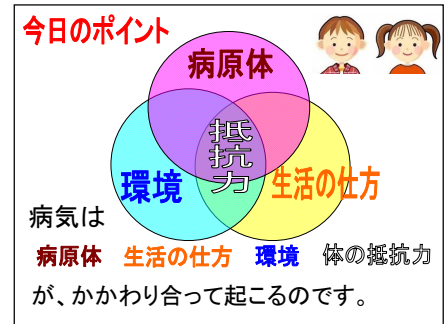 今日のポイント
病原体
抵抗力
環境
生活の仕方
病気は
病原体 生活の仕方 環境 体の抵抗力
が、かかわり合って起こるのです。